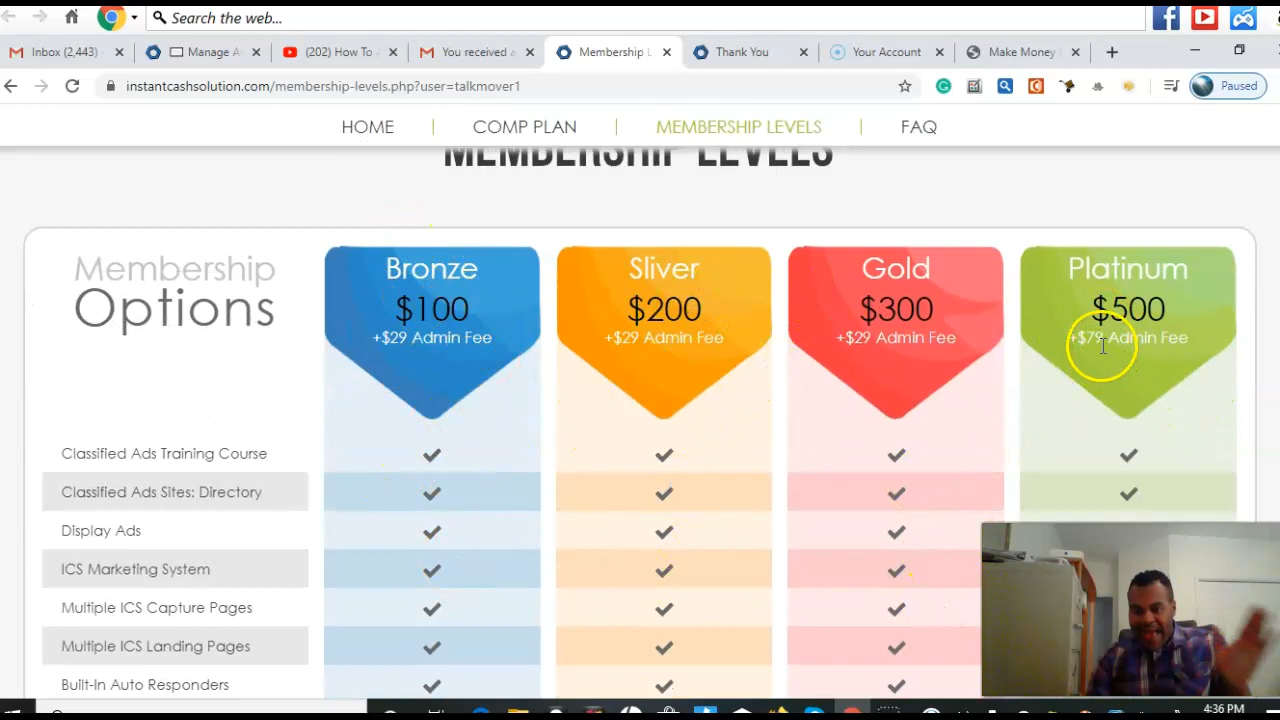 Search the web...
Inbox (2,443)
Manage A
(202) How To
You received a
Membership L
Thank You
Your Account
Make Money
instantcashsolution.com/membership-levels.php?user=talkmover1
Paused
HOME
COMP PLAN
MEMBERSHIP LEVELS
FAQ
MEMBERSHIP LEVELS
Membership
Options
Bronze
$100
+$29 Admin Fee
Sliver
$200
+$29 Admin Fee
Gold
$300
+$29 Admin Fee
Platinum
$500
+$79 Admin Fee
Classified Ads Training Course
Classified Ads Sites: Directory
Display Ads
ICS Marketing System
Multiple ICS Capture Pages
Multiple ICS Landing Pages
Built-In Auto Responders
4:36 PM